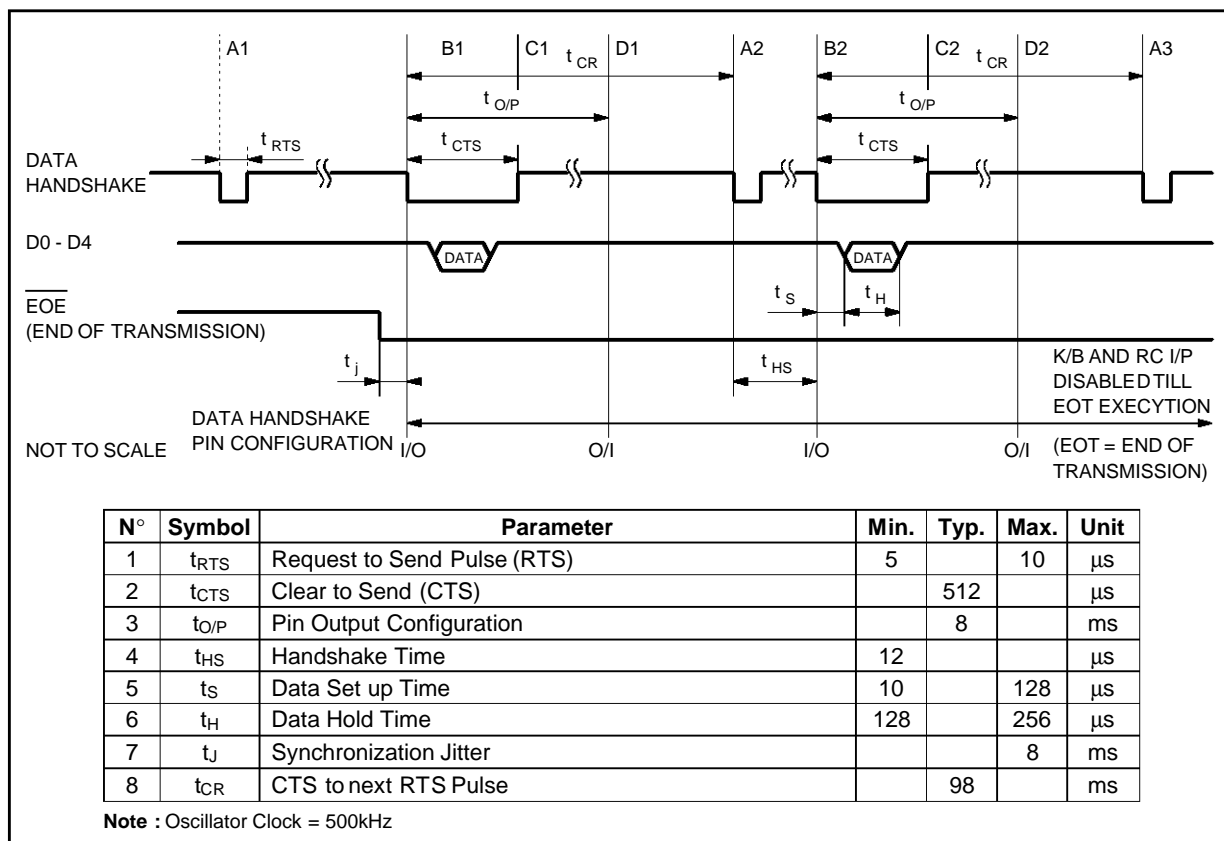 A1 B1 C1 D1 A2 B2 C2 D2 A3
t CR t CR
t O/P t O/P
t RTS t CTS t CTS
DATA
HANDSHAKE
D0 - D4
DATA DATA
t S t H
EOE
(END OF TRANSMISSION)
t j t HS
K/B AND RC I/P
DISABLED TILL
EOT EXECYTION
DATA HANDSHAKE
PIN CONFIGURATION
NOT TO SCALE
I/O O/I I/O O/I
(EOT = END OF
TRANSMISSION)
N° Symbol Parameter Min. Typ. Max. Unit
1 tRTS Request to Send Pulse (RTS) 5 10 µs
2 tCTS Clear to Send (CTS) 512 µs
3 tO/P Pin Output Configuration 8 ms
4 tHS Handshake Time 12 µs
5 tS Data Set up Time 10 128 µs
6 tH Data Hold Time 128 256 µs
7 tJ Synchronization Jitter 8 ms
8 tCR CTS to next RTS Pulse 98 ms
Note : Oscillator Clock = 500kHz